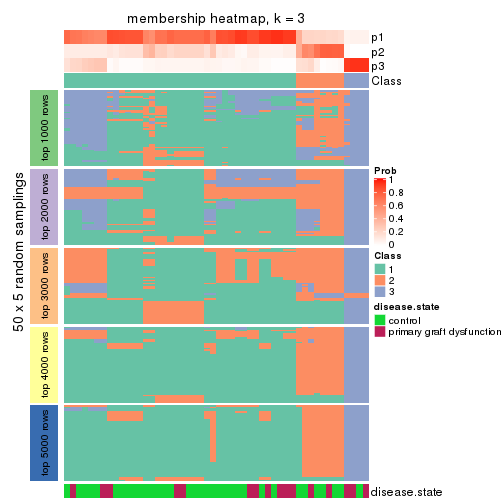 membership heatmap, k = 3
p1
p2
p3
Class
50 x 5 random samplings
top 1000 rows
top 2000 rows
top 3000 rows
top 4000 rows
top 5000 rows
Prob
1
0.8
0.6
0.4
0.2
0
Class
1
2
3
disease.state
control
primary graft dysfunction
disease.state